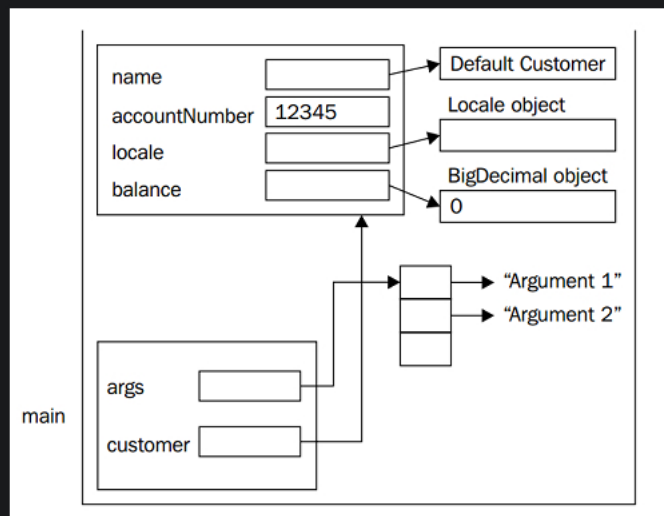 name
Default Customer
accountNumber 12345
Locale object
locale
BigDecimal object
balance
0
“Argument 1”
“Argument 2”
args
main
customer